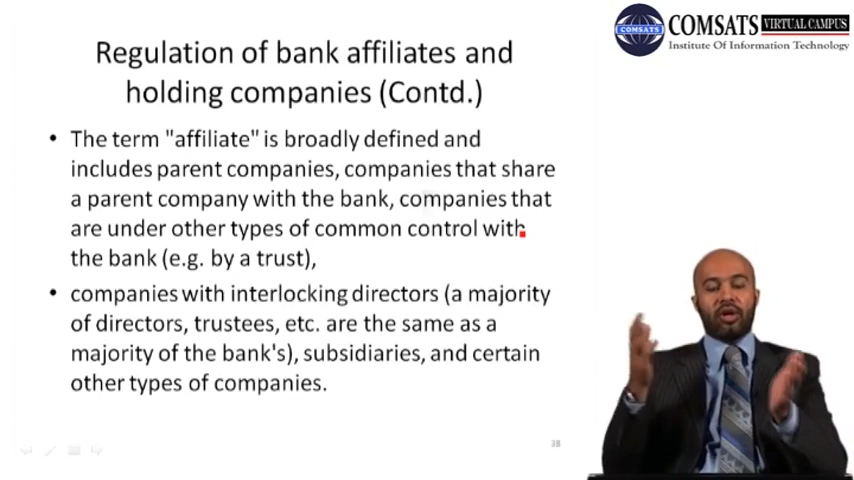 COMSATS VIRTUAL CAMPUS
COMSATS
Institute Of Information Technology
Regulation of bank affiliates and
holding companies (Contd.)
• The term "affiliate" is broadly defined and
includes parent companies, companies that share
a parent company with the bank, companies that
are under other types of common control with
the bank (e.g. by a trust),
• companies with interlocking directors (a majority
of directors, trustees, etc. are the same as a
majority of the bank's), subsidiaries, and certain
other types of companies.
38